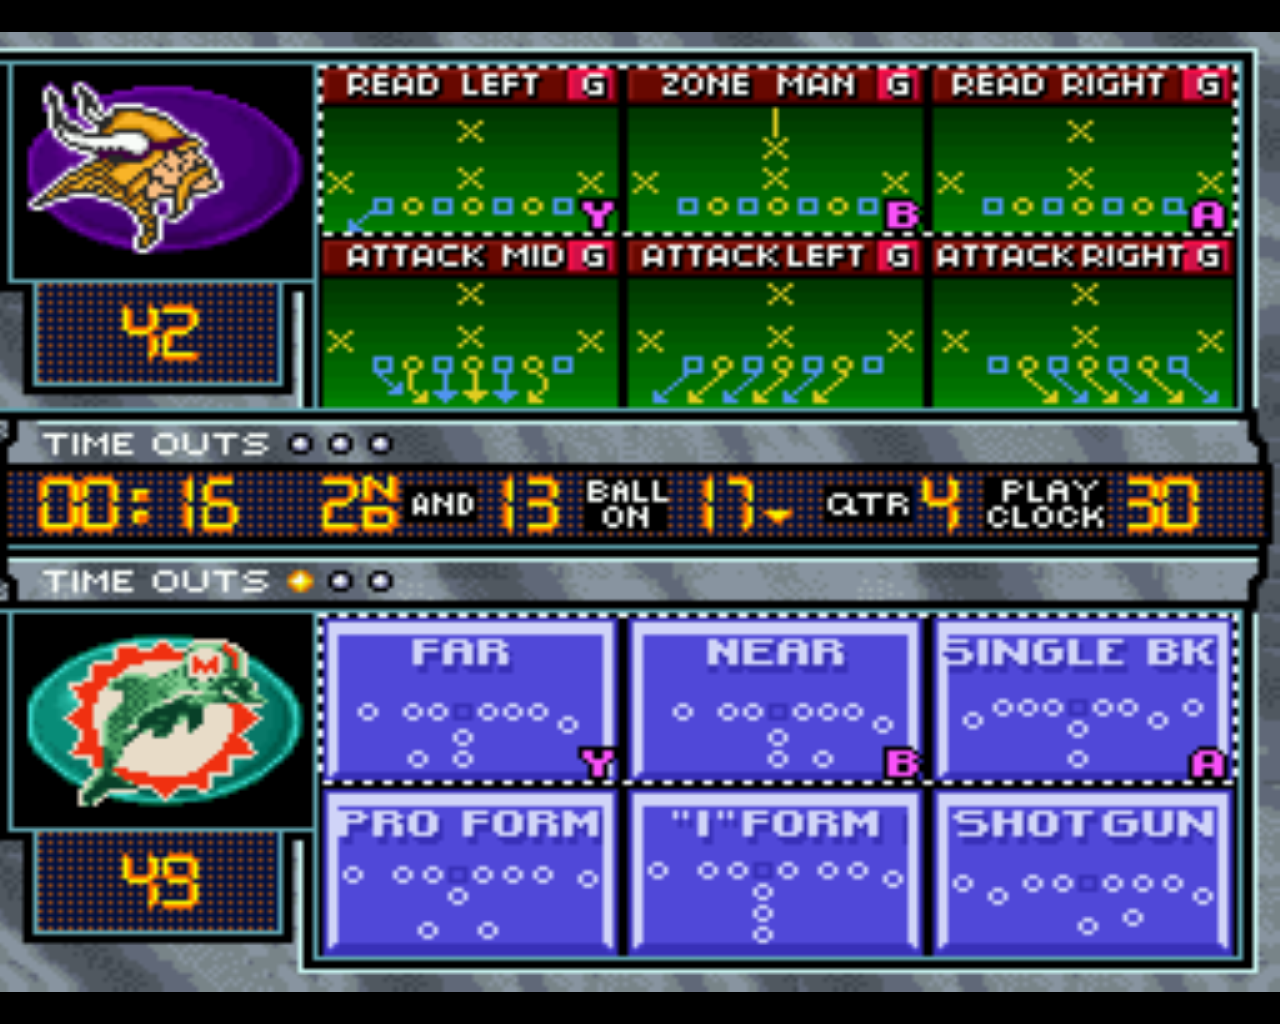 READ LEFT G ZONE MAN G READ RIGHT G
Y B A
ATTACK MID G ATTACK LEFT G ATTACK RIGHT G
42
TIME OUTS
00:16 2ND AND 13 BALL ON 17 QTR 4 PLAY CLOCK 30
TIME OUTS
M
FAR NEAR SINGLE BK
Y B A
PRO FORM "I" FORM SHOTGUN
49